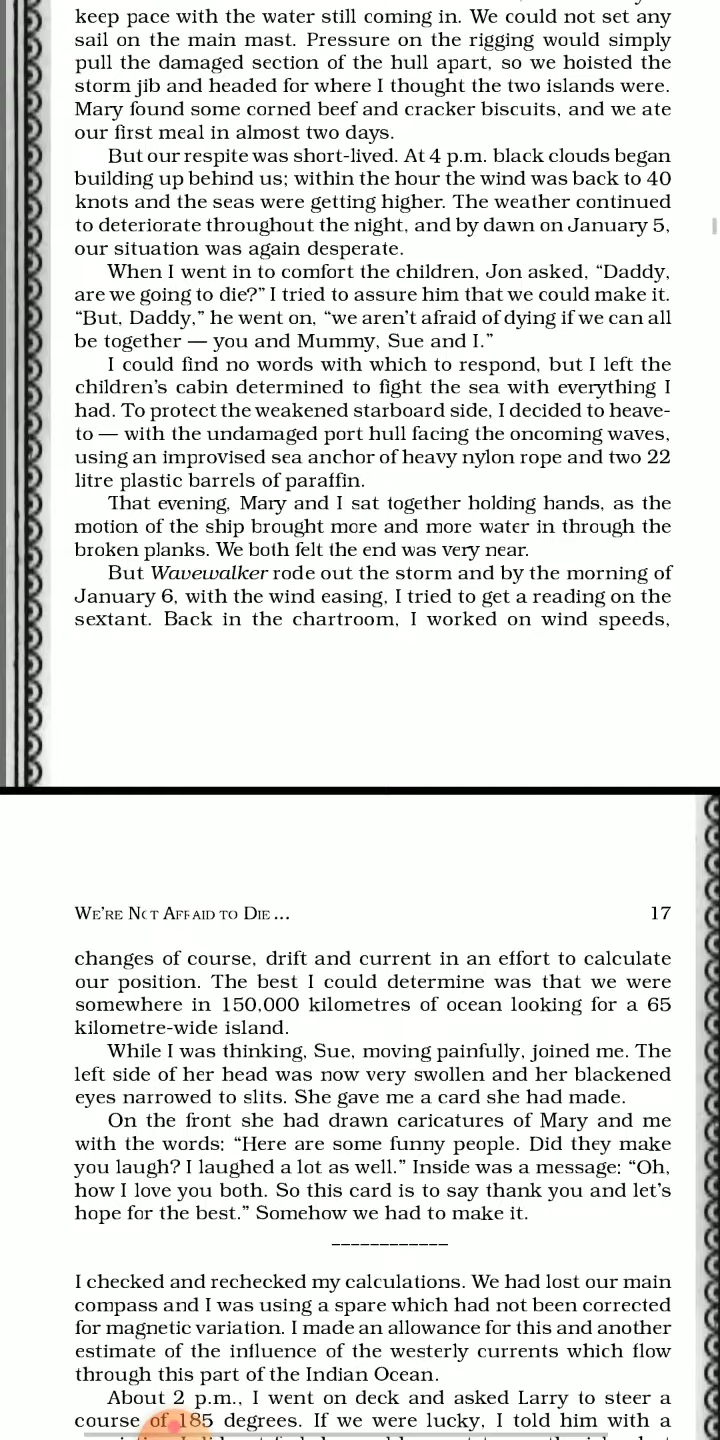 keep pace with the water still coming in. We could not set any
sail on the main mast. Pressure on the rigging would simply
pull the damaged section of the hull apart, so we hoisted the
storm jib and headed for where I thought the two islands were.
Mary found some corned beef and cracker biscuits, and we ate
our first meal in almost two days.
But our respite was short-lived. At 4 p.m. black clouds began
building up behind us; within the hour the wind was back to 40
knots and the seas were getting higher. The weather continued
to deteriorate throughout the night, and by dawn on January 5,
our situation was again desperate.
When I went in to comfort the children, Jon asked, “Daddy,
are we going to die?” I tried to assure him that we could make it.
“But, Daddy,” he went on, “we aren’t afraid of dying if we can all
be together — you and Mummy, Sue and I.”
I could find no words with which to respond, but I left the
children’s cabin determined to fight the sea with everything I
had. To protect the weakened starboard side, I decided to heave-
to — with the undamaged port hull facing the oncoming waves,
using an improvised sea anchor of heavy nylon rope and two 22
litre plastic barrels of paraffin.
That evening, Mary and I sat together holding hands, as the
motion of the ship brought more and more water in through the
broken planks. We both felt the end was very near.
But Wavewalker rode out the storm and by the morning of
January 6, with the wind easing, I tried to get a reading on the
sextant. Back in the chartroom, I worked on wind speeds,
WE’RE NOT AFRAID TO DIE... 17
changes of course, drift and current in an effort to calculate
our position. The best I could determine was that we were
somewhere in 150,000 kilometres of ocean looking for a 65
kilometre-wide island.
While I was thinking, Sue, moving painfully, joined me. The
left side of her head was now very swollen and her blackened
eyes narrowed to slits. She gave me a card she had made.
On the front she had drawn caricatures of Mary and me
with the words: “Here are some funny people. Did they make
you laugh? I laughed a lot as well.” Inside was a message: “Oh,
how I love you both. So this card is to say thank you and let’s
hope for the best.” Somehow we had to make it.
I checked and rechecked my calculations. We had lost our main
compass and I was using a spare which had not been corrected
for magnetic variation. I made an allowance for this and another
estimate of the influence of the westerly currents which flow
through this part of the Indian Ocean.
About 2 p.m., I went on deck and asked Larry to steer a
course of 185 degrees. If we were lucky, I told him with a